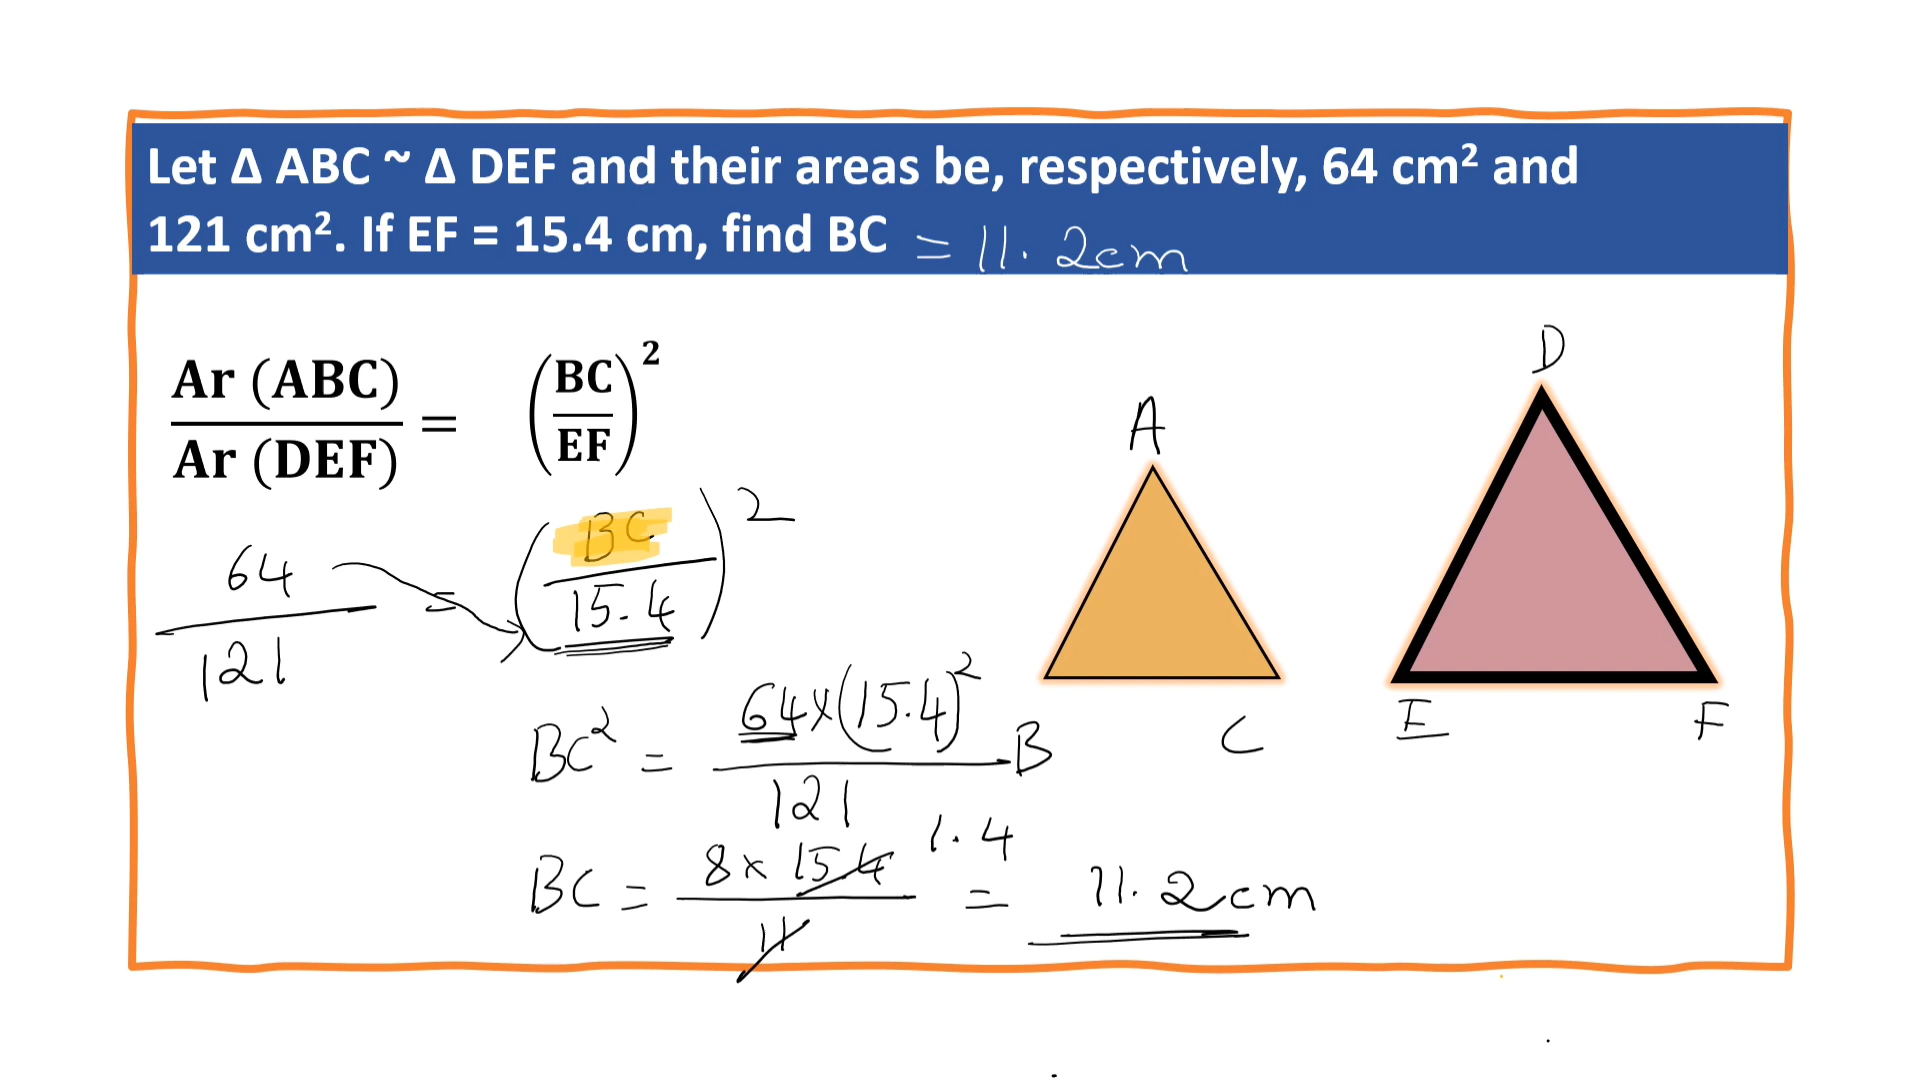 Let Δ ABC ~ Δ DEF and their areas be, respectively, 64 cm² and
121 cm². If EF = 15.4 cm, find BC = 11.2cm
Ar (ABC) / Ar (DEF) = (BC / EF)²
64 / 121 = (BC / 15.4)²
BC² = 64×(15.4)² / 121
BC = 8×15.4 / 11 1.4 = 11.2cm
A
B
C
D
E
F